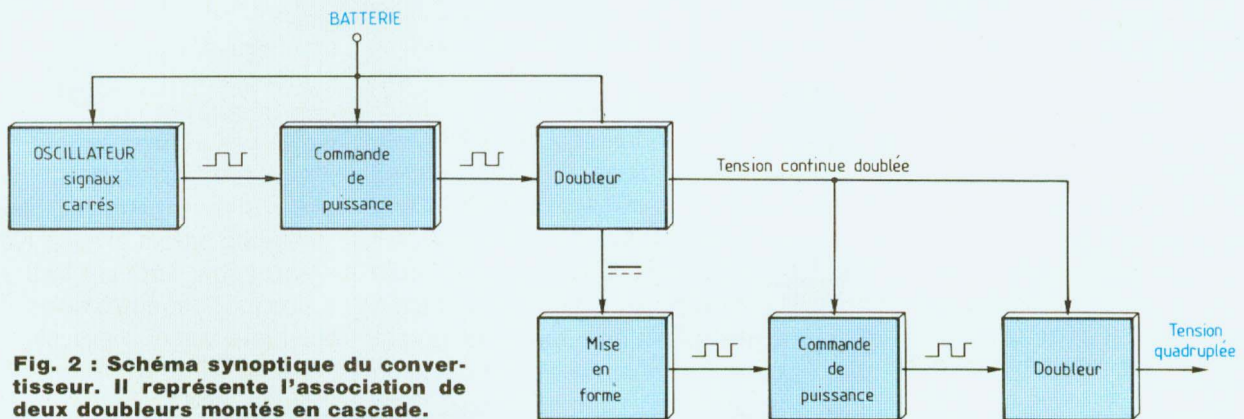 BATTERIE
OSCILLATEUR
signaux
carrés
Commande
de
puissance
Doubleur
Tension continue doublée
Mise
en
forme
Commande
de
puissance
Doubleur
Tension
quadruplée
Fig. 2 : Schéma synoptique du conver-
tisseur. Il représente l'association de
deux doubleurs montés en cascade.